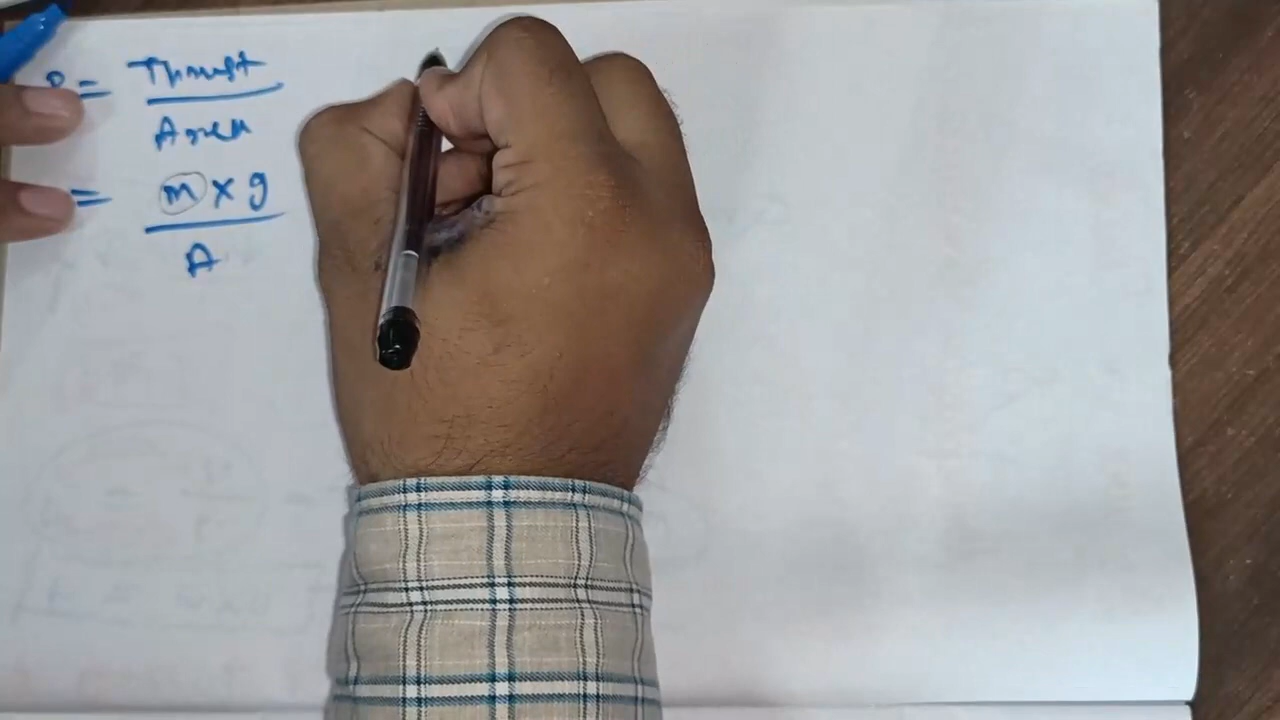 P = Thrust
Area
= m x g
A